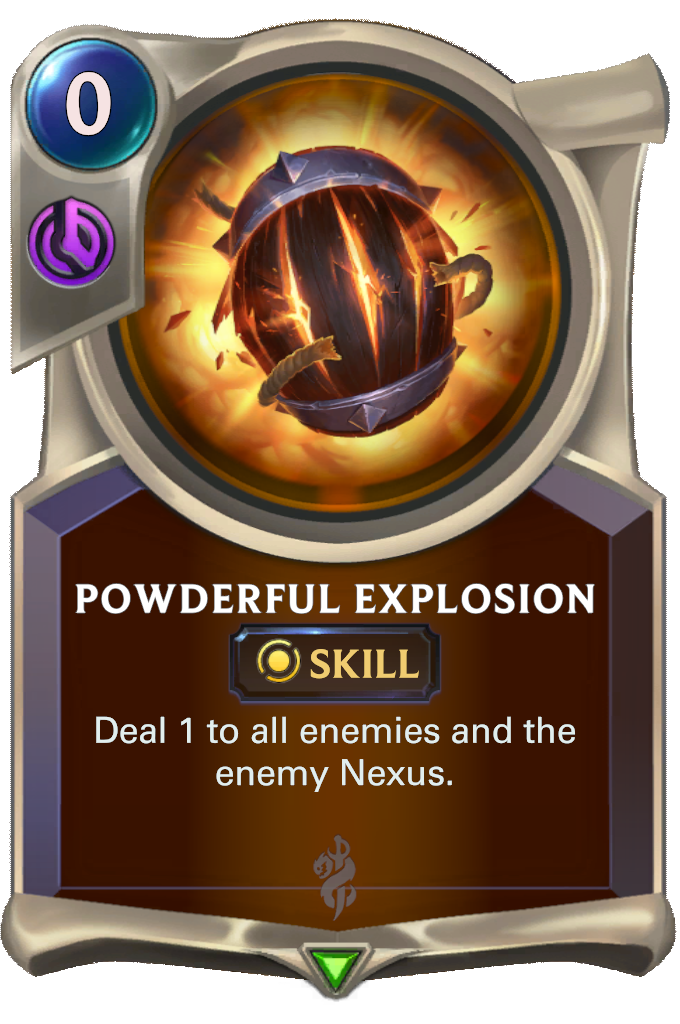 0
POWDERFUL EXPLOSION
SKILL
Deal 1 to all enemies and the
enemy Nexus.